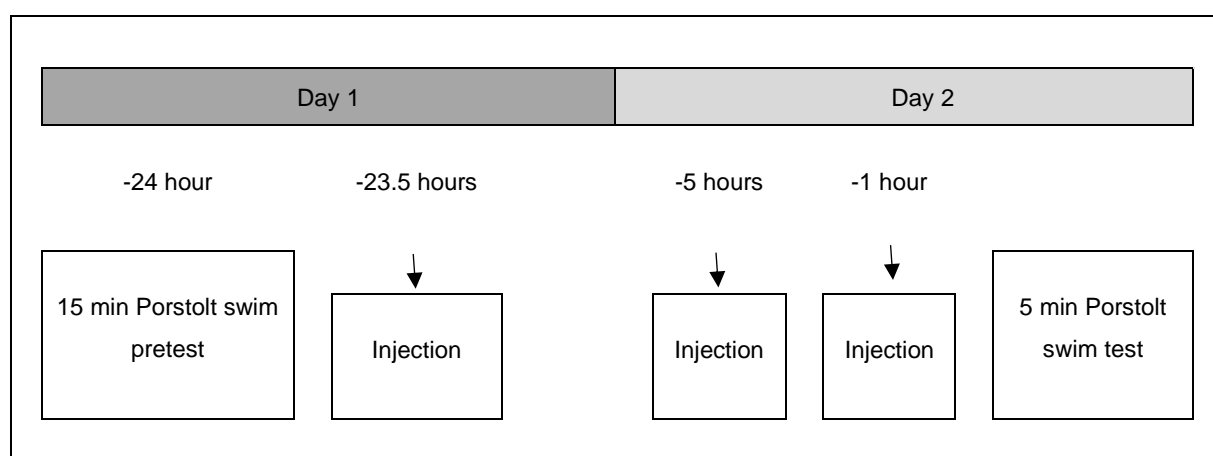 Day 1
Day 2
-24 hour
-23.5 hours
-5 hours
-1 hour
15 min Porstolt swim
pretest
Injection
Injection
Injection
5 min Porstolt
swim test